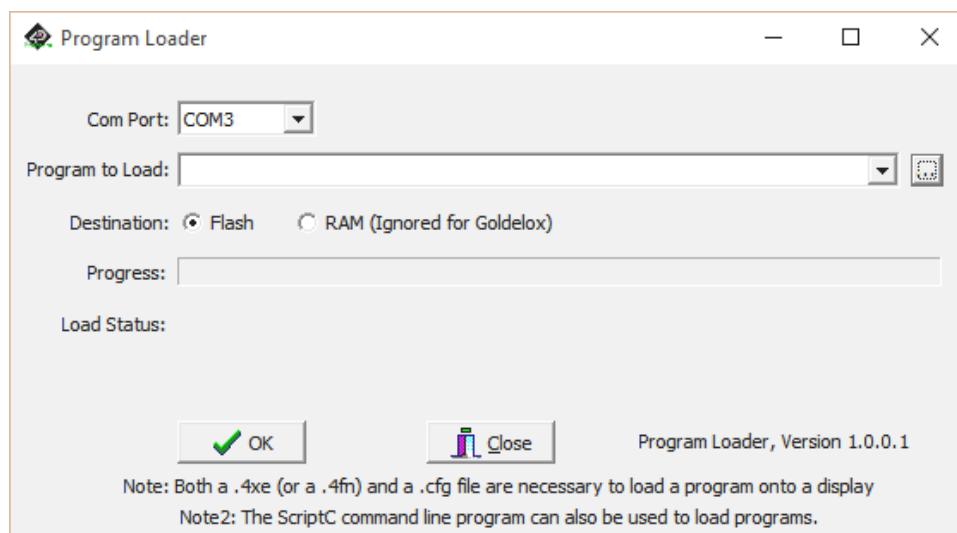 Program Loader
Com Port: COM3
Program to Load:
Destination: Flash RAM (Ignored for Goldelox)
Progress:
Load Status:
OK Close Program Loader, Version 1.0.0.1
Note: Both a .4xe (or a .4fn) and a .cfg file are necessary to load a program onto a display
Note2: The ScriptC command line program can also be used to load programs.